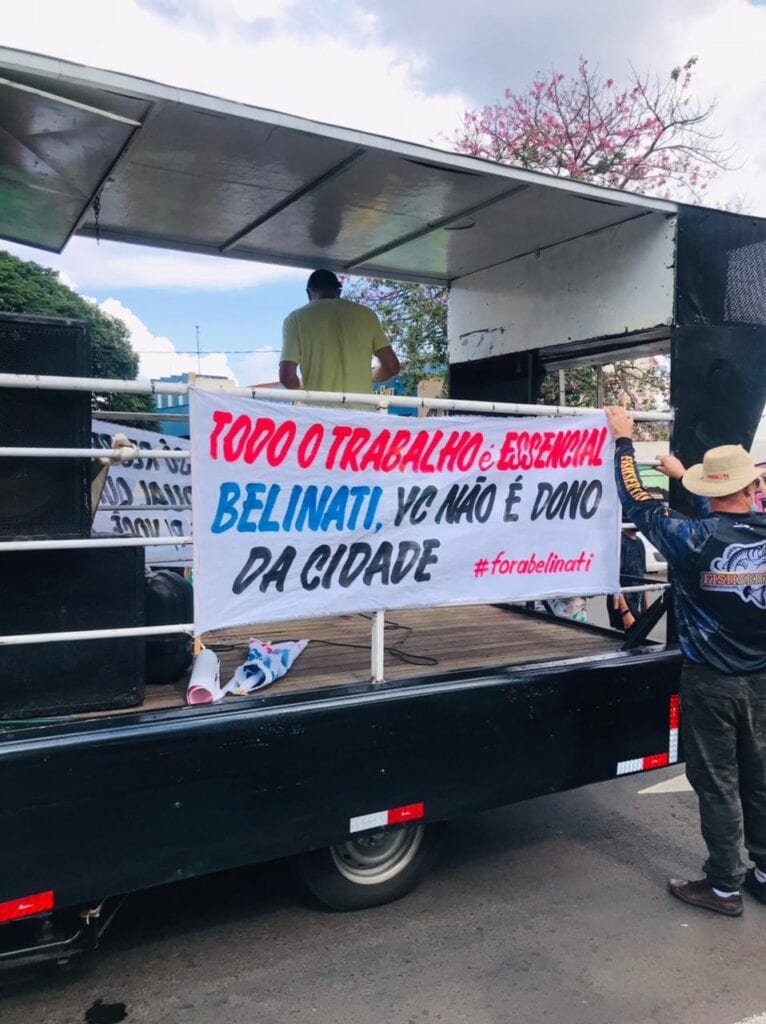 TODO O TRABALHO é ESSENCIAL
BELINATI, VC NÃO É DONO
DA CIDADE #forabelinati